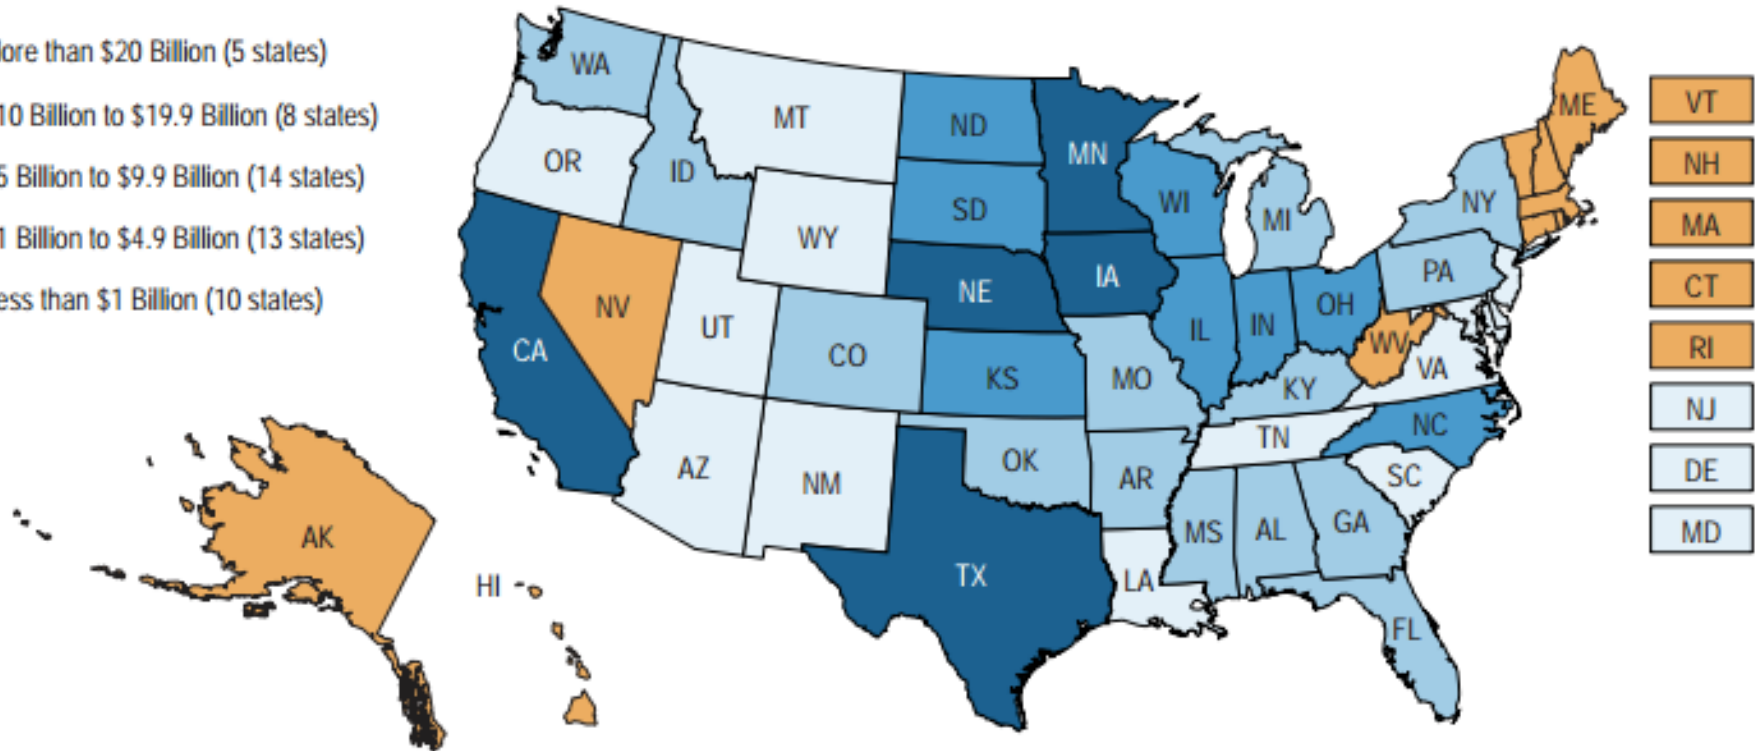 ore than $20 Billion (5 states)
10 Billion to $19.9 Billion (8 states)
5 Billion to $9.9 Billion (14 states)
1 Billion to $4.9 Billion (13 states)
ess than $1 Billion (10 states)
WA
MT
ND
MN
ME
VT
OR
ID
SD
WI
MI
NY
NH
WY
MA
NE
IA
PA
CT
NV
UT
CO
IL
IN
OH
WV
RI
CA
KS
MO
KY
VA
NJ
AZ
NM
OK
AR
TN
NC
SC
DE
AK
MS
AL
GA
MD
HI
TX
LA
FL